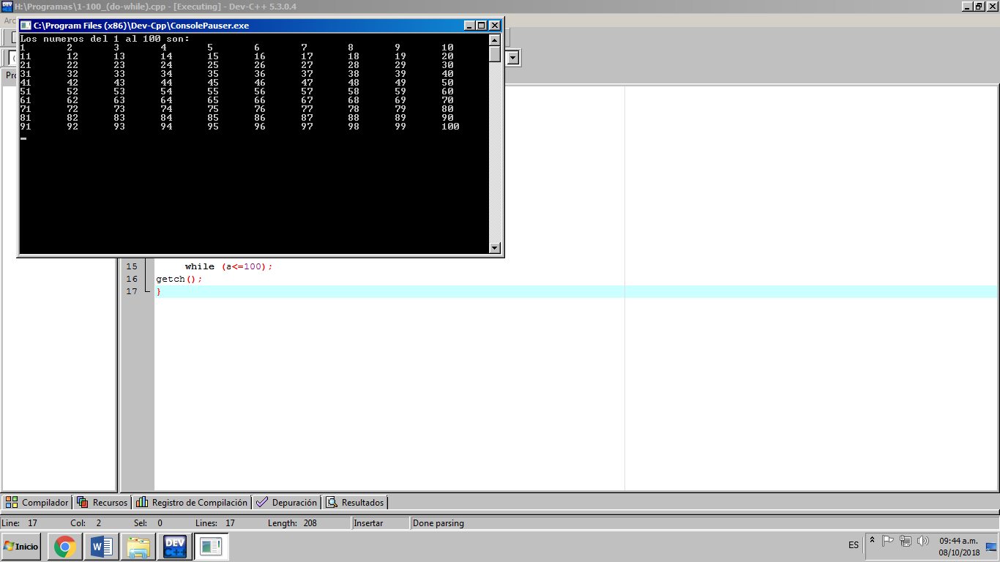 H:\Programas\1-100_(do-while).cpp - [Executing] - Dev-C++ 5.3.0.4
C:\Program Files (x86)\Dev-Cpp\ConsolePauser.exe
Los numeros del 1 al 100 son:
1 2 3 4 5 6 7 8 9 10
11 12 13 14 15 16 17 18 19 20
21 22 23 24 25 26 27 28 29 30
31 32 33 34 35 36 37 38 39 40
41 42 43 44 45 46 47 48 49 50
51 52 53 54 55 56 57 58 59 60
61 62 63 64 65 66 67 68 69 70
71 72 73 74 75 76 77 78 79 80
81 82 83 84 85 86 87 88 89 90
91 92 93 94 95 96 97 98 99 100
15 while (a<=100);
16 getch();
17 }
Compilador Recursos Registro de Compilación Depuración Resultados
Line: 17 Col: 2 Sel: 0 Lines: 17 Length: 208 Insertar Done parsing
Inicio DEV C++ ES 09:44 a.m.
08/10/2018